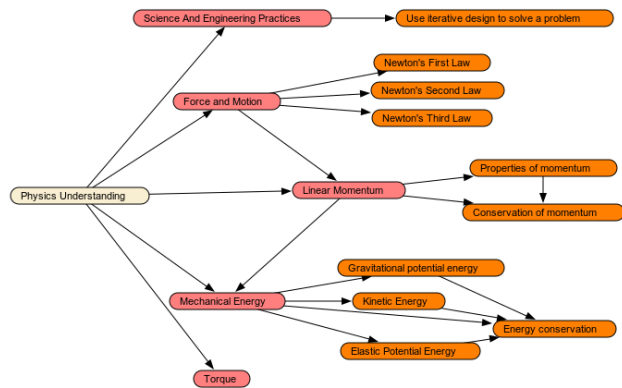 Science And Engineering Practices
Use iterative design to solve a problem
Newton's First Law
Force and Motion
Newton's Second Law
Newton's Third Law
Properties of momentum
Physics Understanding
Linear Momentum
Conservation of momentum
Gravitational potential energy
Mechanical Energy
Kinetic Energy
Energy conservation
Elastic Potential Energy
Torque